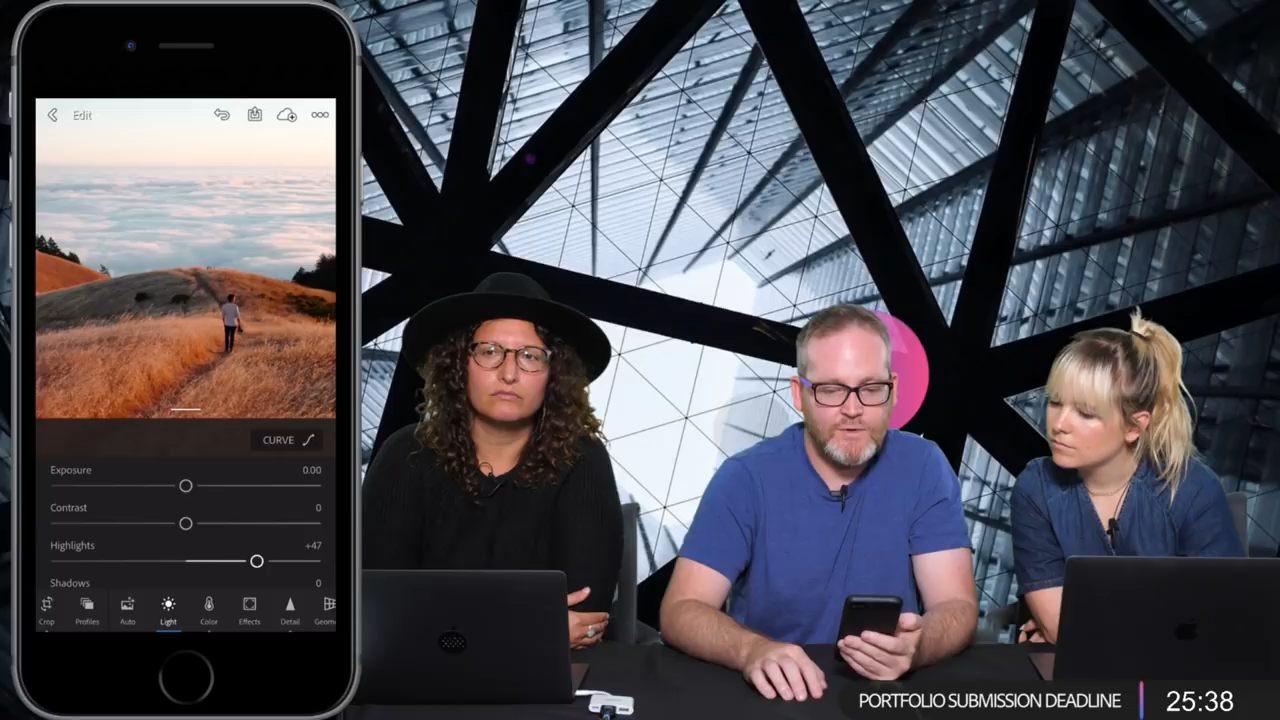 Edit
CURVE
Exposure 0.00
Contrast 0
Highlights +47
Shadows 0
Crop Profiles Auto Light Color Effects Detail Geome
PORTFOLIO SUBMISSION DEADLINE 25:38